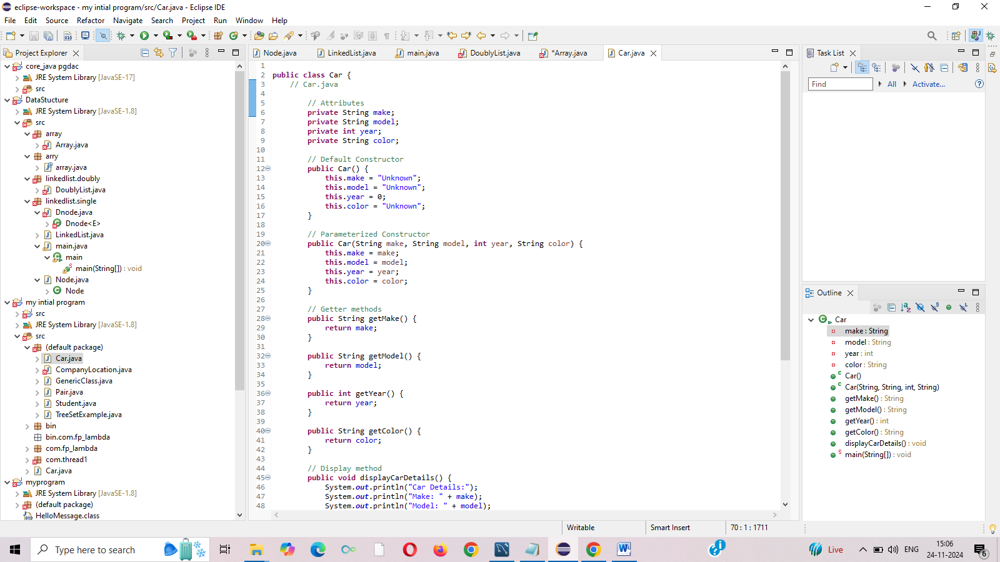 eclipse-workspace - my intial program/src/Car.java - Eclipse IDE
File Edit Source Refactor Navigate Search Project Run Window Help
Project Explorer
core_java pgdac
JRE System Library [JavaSE-17]
src
DataStucture
JRE System Library [JavaSE-1.8]
src
array
Array.java
arry
array.java
linkedlist.doubly
DoublyList.java
linkedlist.single
Dnode.java
Dnode<E>
LinkedList.java
main.java
main
main(String[]) : void
Node.java
Node
my intial program
src
JRE System Library [JavaSE-1.8]
src
(default package)
Car.java
CompanyLocation.java
GenericClass.java
Pair.java
Student.java
TreeSetExample.java
bin
bin.com.fp_lambda
com.fp_lambda
com.thread1
Car.java
myprogram
JRE System Library [JavaSE-1.8]
(default package)
HelloMessage.class
Node.java LinkedList.java main.java DoublyList.java *Array.java Car.java
1
2 public class Car {
3 // Car.java
4
5 // Attributes
6 private String make;
7 private String model;
8 private int year;
9 private String color;
10
11 // Default Constructor
12 public Car() {
13 this.make = "Unknown";
14 this.model = "Unknown";
15 this.year = 0;
16 this.color = "Unknown";
17 }
18
19 // Parameterized Constructor
20 public Car(String make, String model, int year, String color) {
21 this.make = make;
22 this.model = model;
23 this.year = year;
24 this.color = color;
25 }
26
27 // Getter methods
28 public String getMake() {
29 return make;
30 }
31
32 public String getModel() {
33 return model;
34 }
35
36 public int getYear() {
37 return year;
38 }
39
40 public String getColor() {
41 return color;
42 }
43
44 // Display method
45 public void displayCarDetails() {
46 System.out.println("Car Details:");
47 System.out.println("Make: " + make);
48 System.out.println("Model: " + model);
Task List
Find All Activate...
Outline
Car
make : String
model : String
year : int
color : String
Car()
Car(String, String, int, String)
getMake() : String
getModel() : String
getYear() : int
getColor() : String
displayCarDetails() : void
main(String[]) : void
Writable Smart Insert 70 : 1 : 1711
Type here to search
Live
ENG
15:06
24-11-2024
6